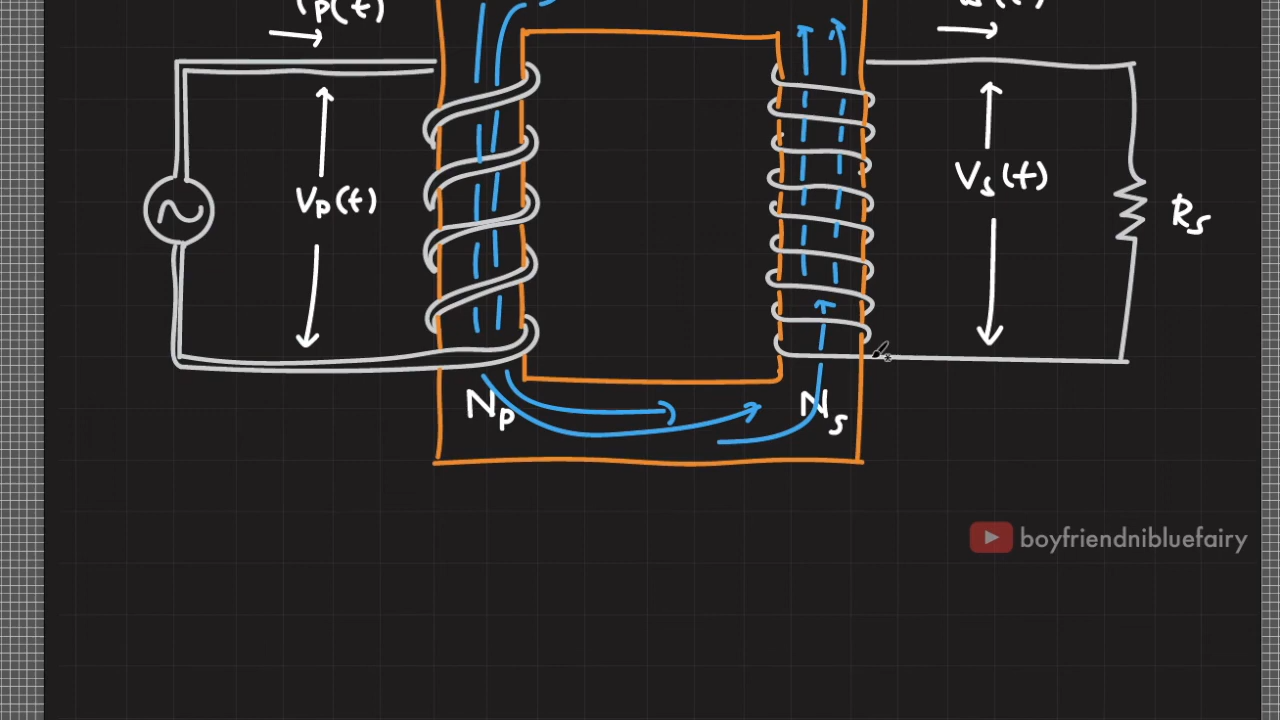 Vp(t)
Vs(t)
Rs
Np
Ns
boyfriendnibluefairy